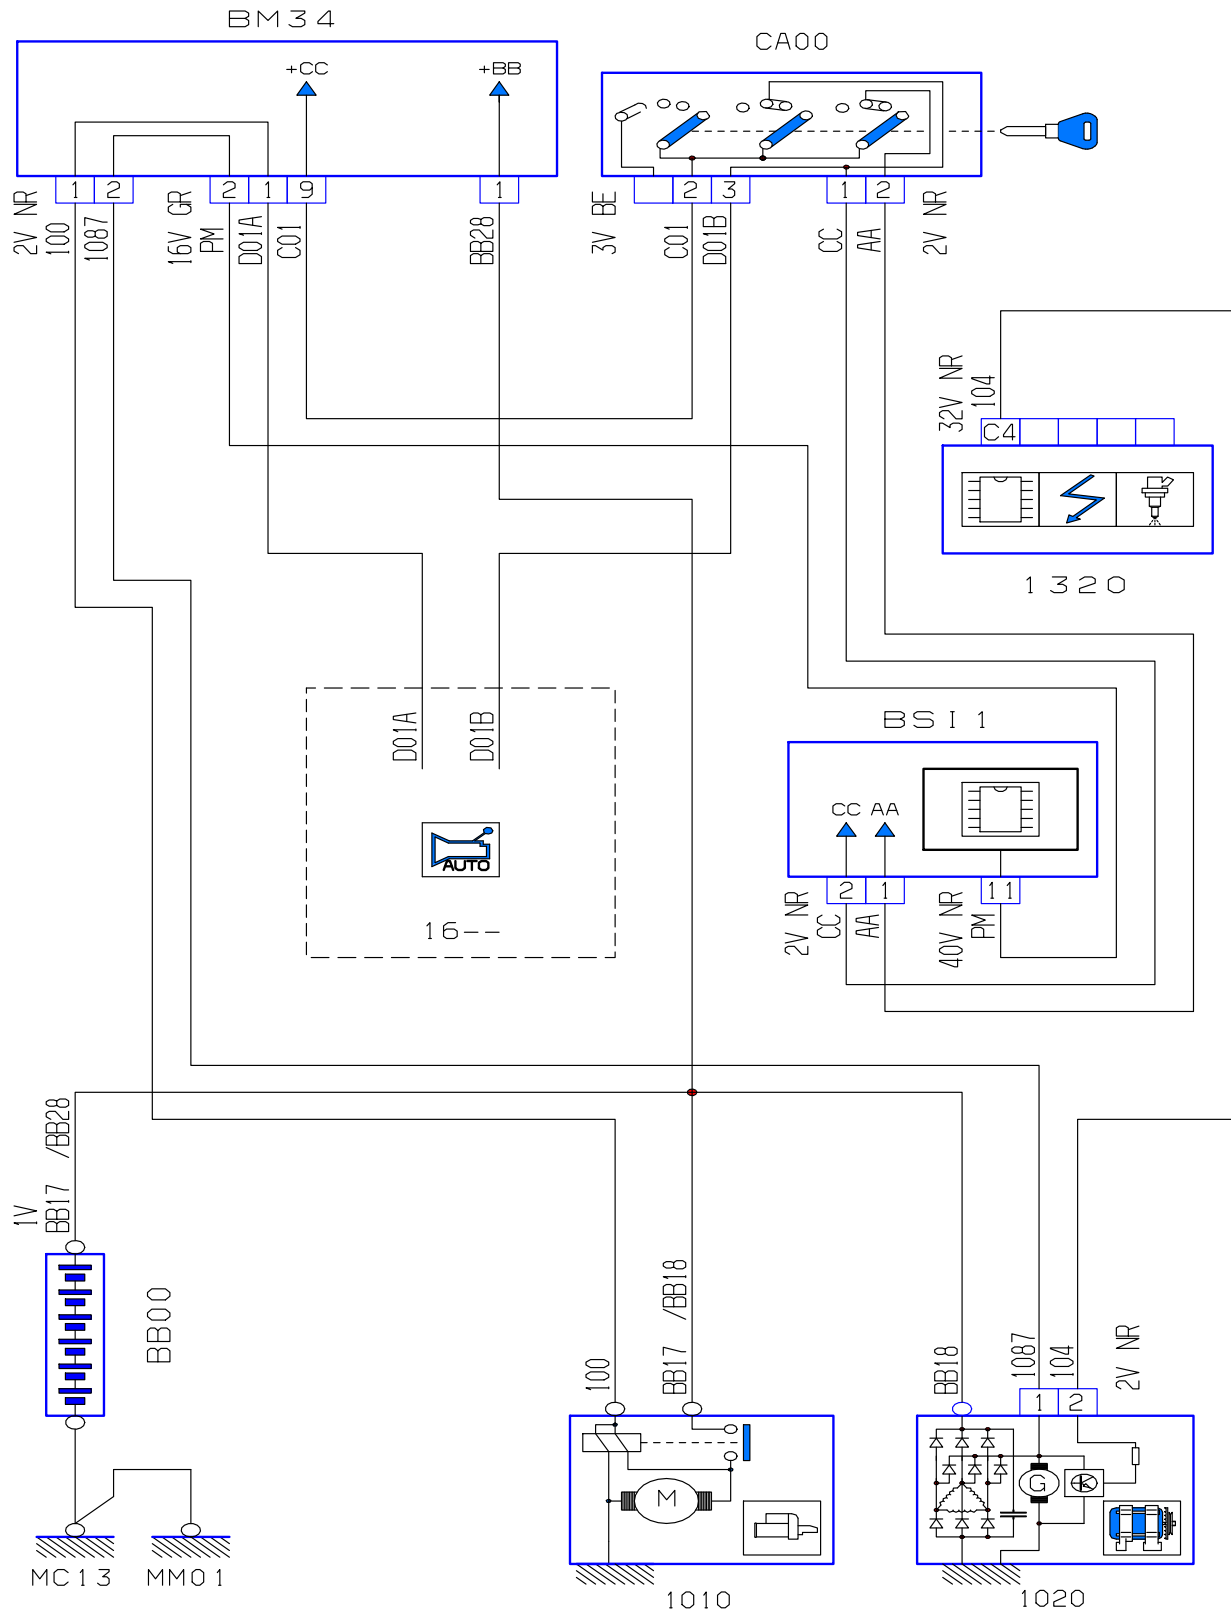 BM34
CA00
+CC
+BB
1
2
2
1
9
1
2
3
1
2
2V NR
100
1087
16V GR
PM
D01A
C01
BB28
3V BE
C01
D01B
CC
AA
2V NR
32V NR
104
C4
1320
D01A
D01B
AUTO
16--
BSI1
CC
AA
2
1
11
2V NR
CC
AA
40V NR
PM
1V
BB17 /BB28
BB00
MC13
MM01
100
BB17 /BB18
M
1010
BB18
1087
104
2V NR
1
2
G
1020